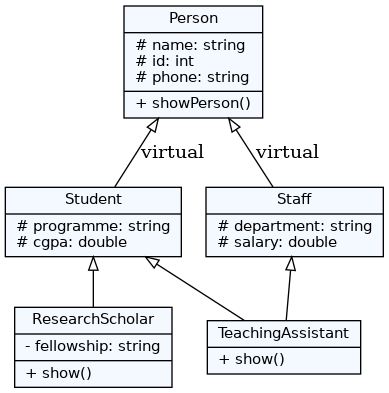 Person
# name: string
# id: int
# phone: string
+ showPerson()
virtual
virtual
Student
# programme: string
# cgpa: double
Staff
# department: string
# salary: double
ResearchScholar
- fellowship: string
+ show()
TeachingAssistant
+ show()